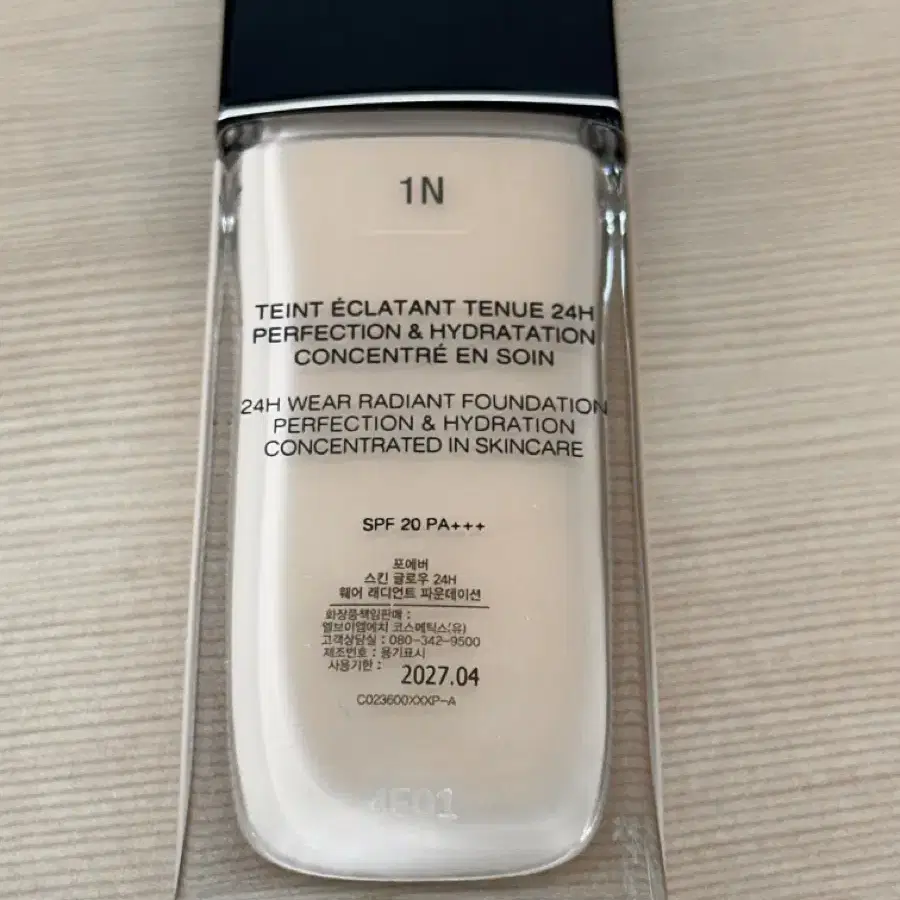 1N
TEINT ÉCLATANT TENUE 24H
PERFECTION & HYDRATATION
CONCENTRÉ EN SOIN
24H WEAR RADIANT FOUNDATION
PERFECTION & HYDRATION
CONCENTRATED IN SKINCARE
SPF 20 PA+++
포에버
스킨 글로우 24H
웨어 래디언트 파운데이션
화장품책임판매 :
엘브이엠에치 코스메틱스(유)
고객상담실 : 080-342-9500
제조번호 : 용기표시
사용기한 :
2027.04
C023600XXXP-A
4E01